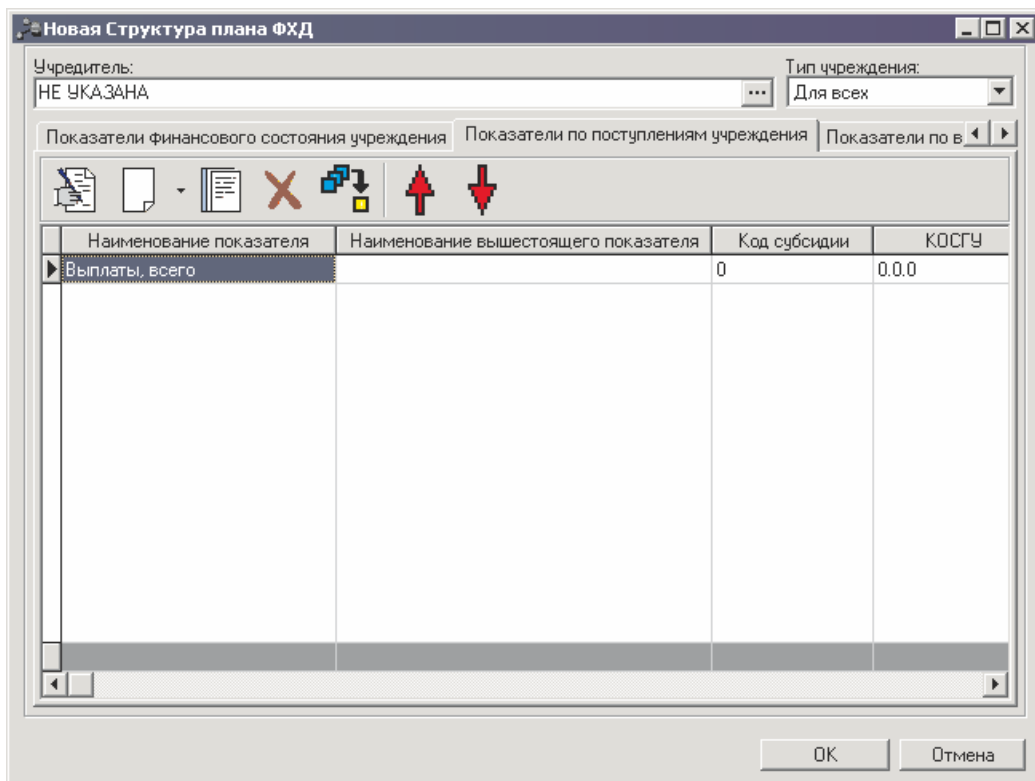 Новая Структура плана ФХД
Учредитель: Тип учреждения:
НЕ УКАЗАНА ... Для всех
Показатели финансового состояния учреждения Показатели по поступлениям учреждения Показатели по в
Наименование показателя Наименование вышестоящего показателя Код субсидии КОСГУ
Выплаты, всего 0 0.0.0
OK Отмена